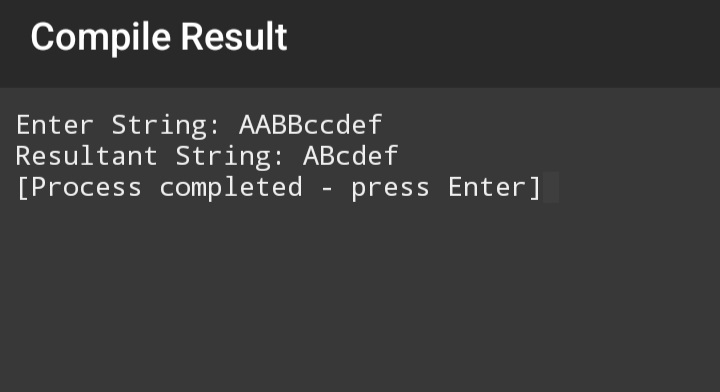 Compile Result
Enter String: AABBccdef
Resultant String: ABcdef
[Process completed - press Enter]